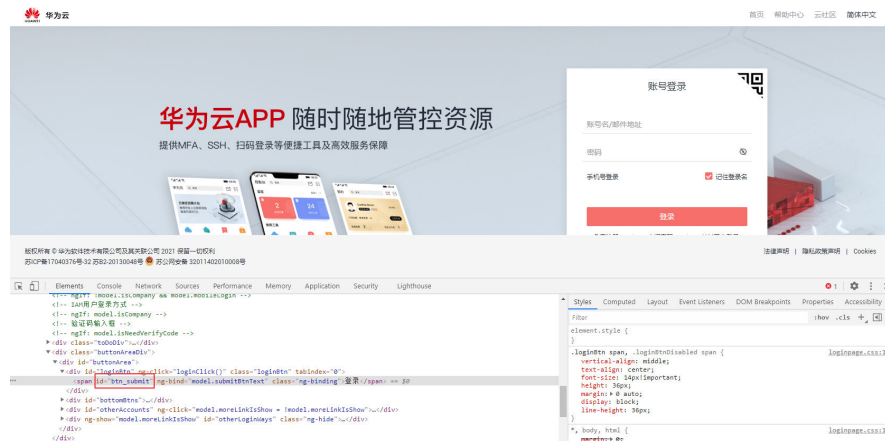 HUAWEI 华为云
首页 帮助中心 云社区 简体中文
华为云APP 随时随地管控资源
提供MFA、SSH、扫码登录等便捷工具及高效服务保障
账号登录
账号名/邮件地址
密码
手机号登录 记住登录名
登录
版权所有 © 华为软件技术有限公司及其关联公司 2021 保留一切权利
苏ICP备17040376号-32 苏B2-20130048号 苏公网安备 32011402010008号
法律声明 | 隐私政策声明 | Cookies
Elements Console Network Sources Performance Memory Application Security Lighthouse
1
<!-- ngIf: !model.isCompany && model.mobileLogin -->
<!-- IAM用户登录方式 -->
<!-- ngIf: model.isCompany -->
<!-- 验证码输入框 -->
<!-- ngIf: model.isNeedVerifyCode -->
<div class="toDoDiv">…</div>
<div class="buttonAreaDiv">
<div id="buttonArea">
<div id="loginBtn" ng-click="loginClick()" class="loginBtn" tabindex="0">
<span id="btn_submit" ng-bind="model.submitBtnText" class="ng-binding">登录</span> == $0
</div>
<div id="bottomBtns">…</div>
<div id="otherAccounts" ng-click="model.moreLinkIsShow = !model.moreLinkIsShow">…</div>
<div ng-show="model.moreLinkIsShow" id="otherLoginWays" class="ng-hide">…</div>
</div>
</div>
Styles Computed Layout Event Listeners DOM Breakpoints Properties Accessibility
Filter :hov .cls +
element.style {
}
.loginBtn span, .loginBtnDisabled span { loginpage.css:1
vertical-align: middle;
text-align: center;
font-size: 14px!important;
height: 36px;
margin: 0 auto;
display: block;
line-height: 36px;
}
*, body, html { loginpage.css:1
margin: 0;